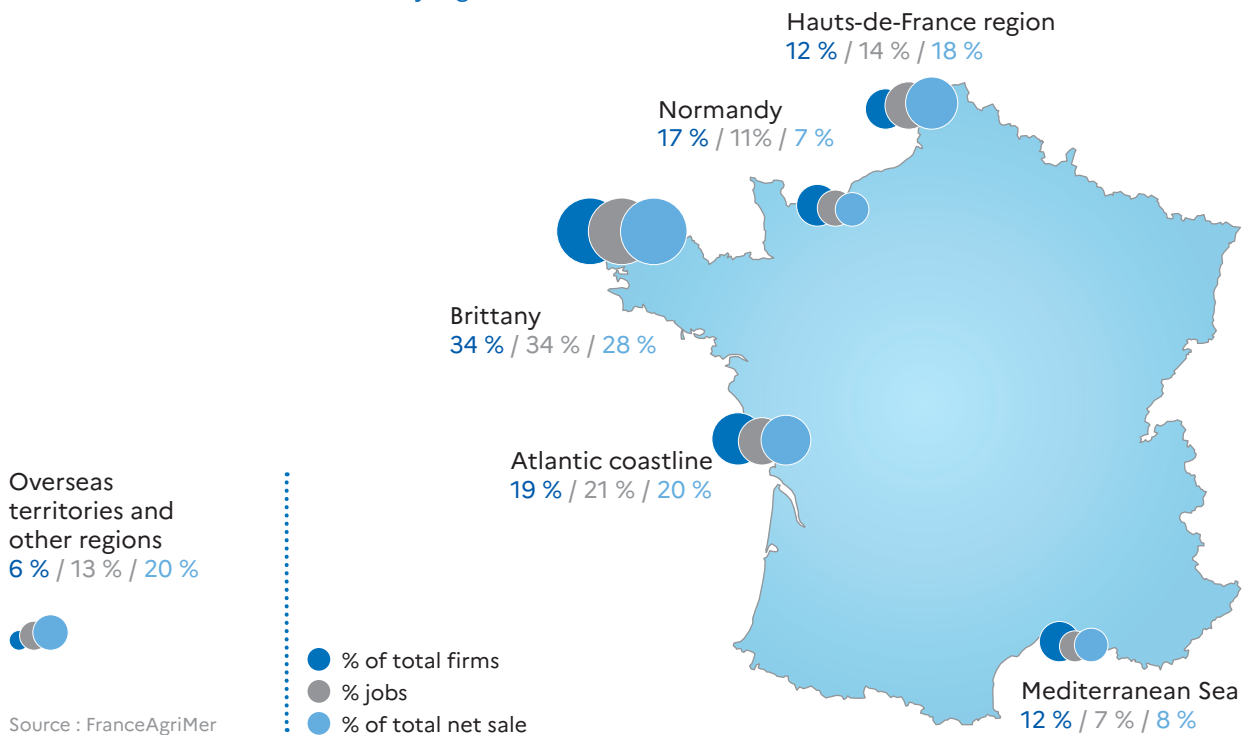 Hauts-de-France region
12 % / 14 % / 18 %
Normandy
17 % / 11% / 7 %
Brittany
34 % / 34 % / 28 %
Atlantic coastline
19 % / 21 % / 20 %
Overseas
territories and
other regions
6 % / 13 % / 20 %
% of total firms
% jobs
% of total net sale
Mediterranean Sea
12 % / 7 % / 8 %
Source : FranceAgriMer